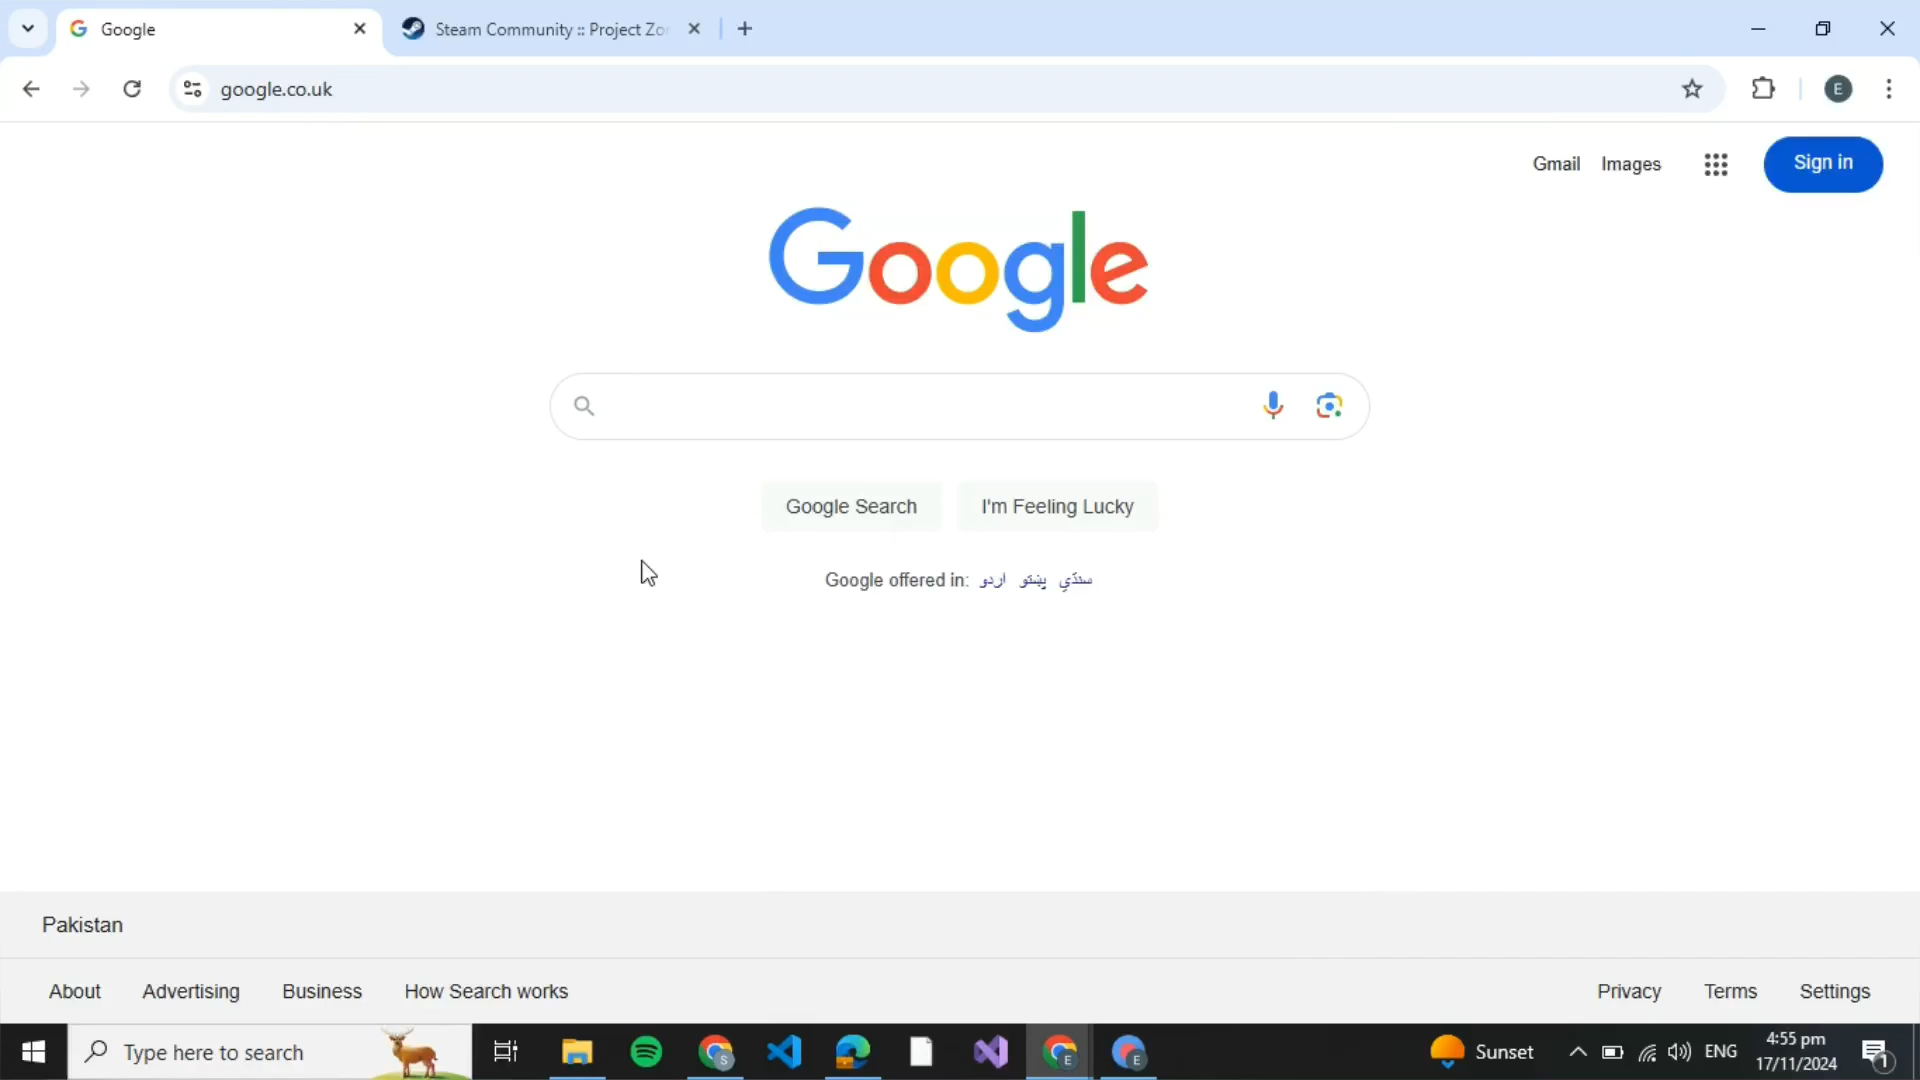 Google
Steam Community :: Project Zo
google.co.uk
E
Gmail Images
Sign in
Google
Google Search
I'm Feeling Lucky
Google offered in: اردو پښتو سنڌي
Pakistan
About Advertising Business How Search works
Privacy Terms Settings
Type here to search
S
E
E
Sunset
ENG
4:55 pm
17/11/2024
1